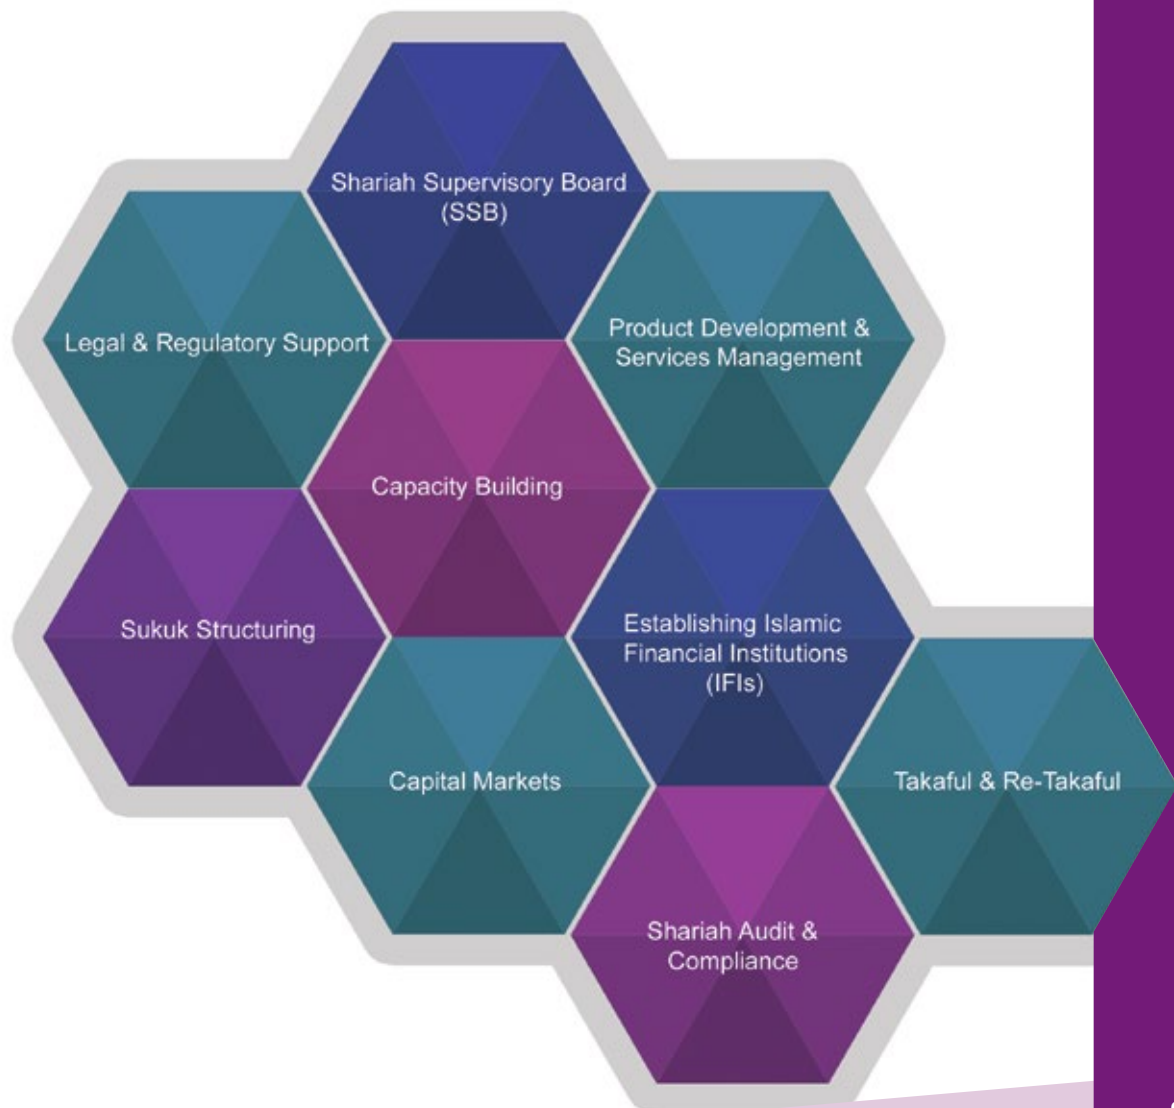 Shariah Supervisory Board
(SSB)
Legal & Regulatory Support
Product Development &
Services Management
Capacity Building
Sukuk Structuring
Establishing Islamic
Financial Institutions
(IFIs)
Capital Markets
Takaful & Re-Takaful
Shariah Audit &
Compliance